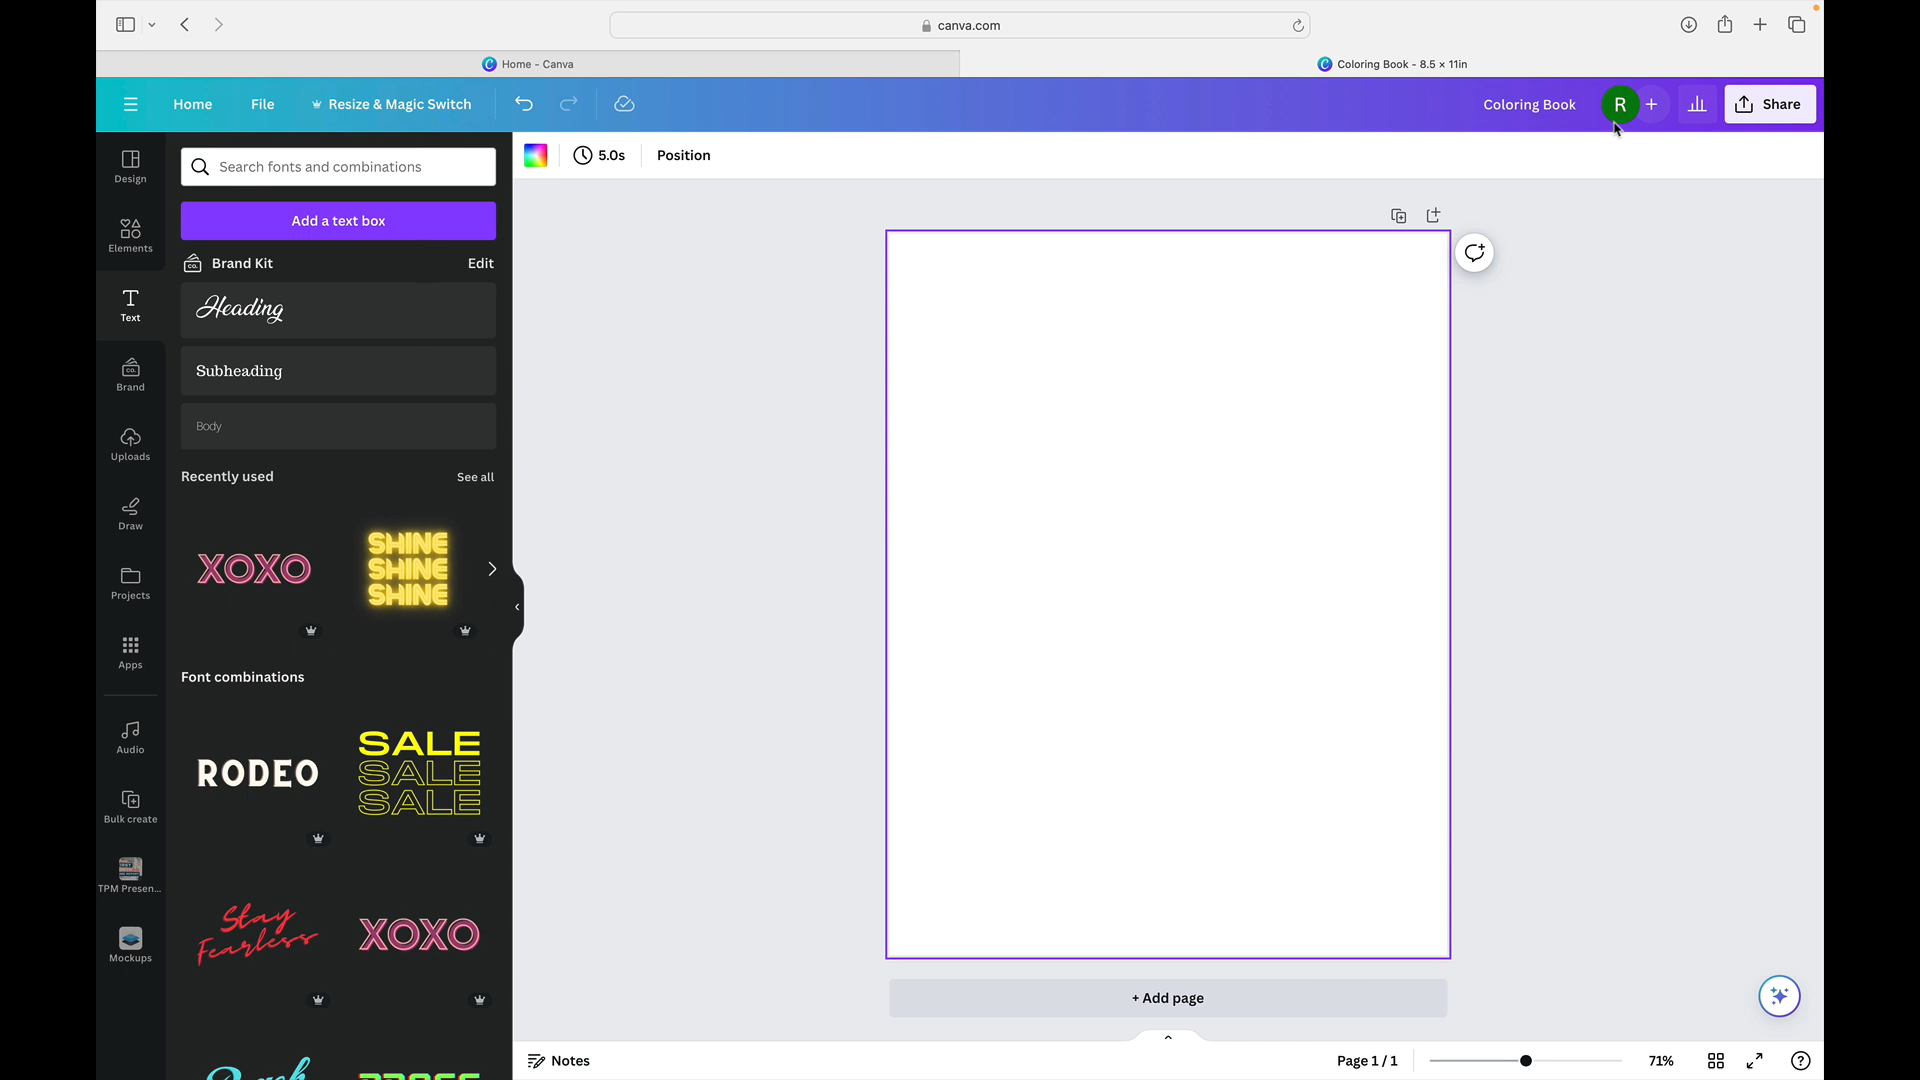 canva.com
Home - Canva
Coloring Book - 8.5 × 11in
Home
File
Resize & Magic Switch
Coloring Book
R
Share
Design
Elements
Text
Brand
Uploads
Draw
Projects
Apps
Audio
Bulk create
TPM Presen...
Mockups
Search fonts and combinations
Add a text box
CO.
Brand Kit
Edit
Heading
Subheading
Body
Recently used
See all
XOXO
SHINE
SHINE
SHINE
Font combinations
RODEO
SALE
SALE
SALE
Stay
Fearless
XOXO
5.0s
Position
+ Add page
Notes
Page 1 / 1
71%